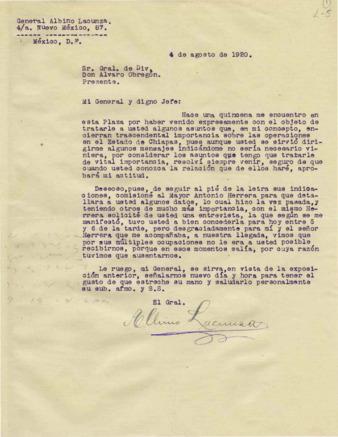 General Albino Lacunza.
4/a. Nuevo México, 87.
México, D. F.
L-5
4 de agosto de 1920.
Sr. Gral. de Div.
Don Alvaro Obregón.
Presente.
Mi General y digno Jefe:
Hace una quincena me encuentro en
esta Plaza por haber venido expresamente con el objeto de
tratarle a usted algunos asuntos que, en mi concepto, en-
cierran trascendental importancia sobre las operaciones
en el Estado de Chiapas, pues aunque usted se sirvió diri-
girme algunos mensajes indicándome no sería necesario vi-
niera, por considerar los asuntos que tengo que tratarle
de vital importancia, resolví siempre venir, seguro de que
cuando usted conozca la relación que de ellos haré, apro-
bará mi actitud.
Deseoso,pues, de seguir al pié de la letra sus indica-
ciones, comisioné al Mayor Antonio Herrera para que deta-
llara a usted algunos datos, lo cual hizo la vez pasada,y
teniendo otros de mucho más importancia, con el mismo He-
rrera solicité de usted una entrevista, la que según se me
manifestó, tuvo usted a bien concederla para hoy entre 5
y 6 de la tarde, pero desgraciadamente para mí y el señor
Herrera que me acompañaba, a nuestra llegada, vimos que
por sus múltiples ocupaciones no le era a usted posible
recibirnos, porque en esos momentos salía, por cuya razón
tuvimos que ausentarnos.
Le ruego, mi General, se sirva,en vista de la exposi-
ción anterior, señalarnos nuevo día y hora para tener el
gusto de que estreche su mano y saludarlo personalmente
su sub. afmo. y S.S.
El Gral.
Albino Lacunza